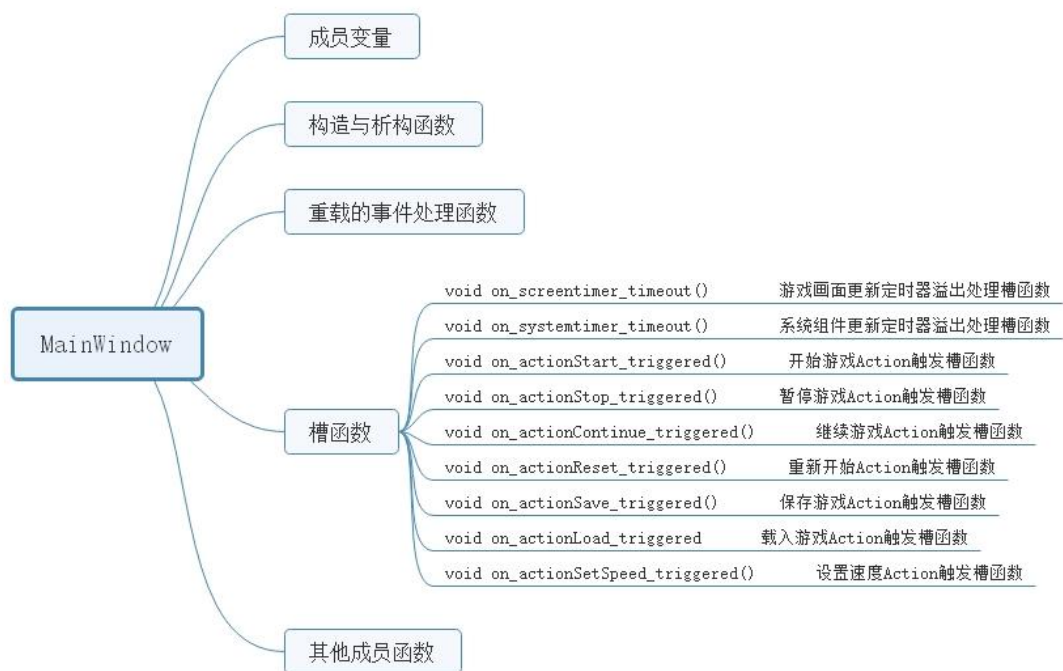 成员变量
构造与析构函数
重载的事件处理函数
MainWindow
槽函数
void on_screentimer_timeout() 游戏画面更新定时器溢出处理槽函数
void on_systemtimer_timeout() 系统组件更新定时器溢出处理槽函数
void on_actionStart_triggered() 开始游戏Action触发槽函数
void on_actionStop_triggered() 暂停游戏Action触发槽函数
void on_actionContinue_triggered() 继续游戏Action触发槽函数
void on_actionReset_triggered() 重新开始Action触发槽函数
void on_actionSave_triggered() 保存游戏Action触发槽函数
void on_actionLoad_triggered 载入游戏Action触发槽函数
void on_actionSetSpeed_triggered() 设置速度Action触发槽函数
其他成员函数